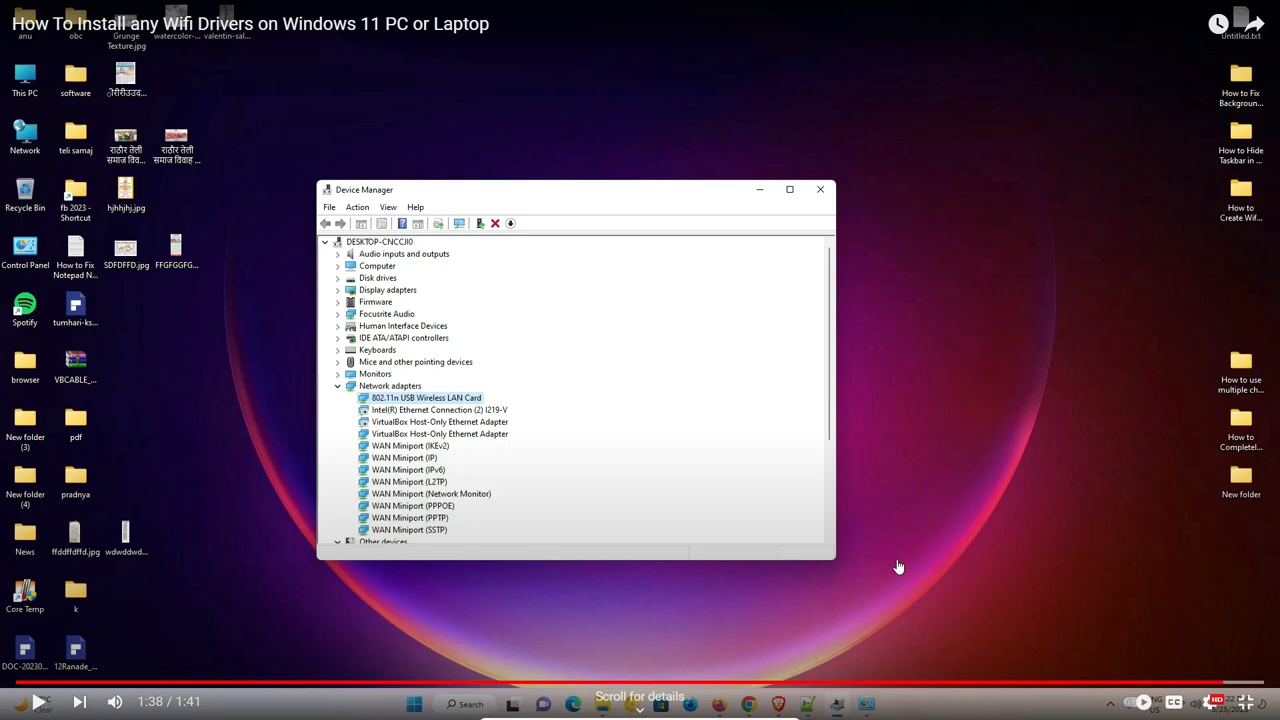 How To Install any Wifi Drivers on Windows 11 PC or Laptop
anu
obc
Grunge Texture.jpg
watercolor-...
valentin-sal...
Untitled.txt
This PC
software
Network
teli samaj
राठौर तेली समाज विवा...
राठौर तेली समाज विवाह ...
Recycle Bin
fb 2023 - Shortcut
hjhhjhj.jpg
Control Panel
How to Fix Notepad N...
SDFDFFD.jpg
FFGFGGFG...
Spotify
tumhari-ks...
browser
VBCABLE_...
New folder (3)
pdf
New folder (4)
pradnya
News
ffddffdffd.jpg
wdwddwd...
Core Temp
k
DOC-20230...
12Ranade_...
How to Fix Backgroun...
How to Hide Taskbar in ...
How to Create Wif...
How to use multiple ch...
How to Completel...
New folder
Device Manager
File Action View Help
DESKTOP-CNCCJI0
Audio inputs and outputs
Computer
Disk drives
Display adapters
Firmware
Focusrite Audio
Human Interface Devices
IDE ATA/ATAPI controllers
Keyboards
Mice and other pointing devices
Monitors
Network adapters
802.11n USB Wireless LAN Card
Intel(R) Ethernet Connection (2) I219-V
VirtualBox Host-Only Ethernet Adapter
VirtualBox Host-Only Ethernet Adapter
WAN Miniport (IKEv2)
WAN Miniport (IP)
WAN Miniport (IPv6)
WAN Miniport (L2TP)
WAN Miniport (Network Monitor)
WAN Miniport (PPPOE)
WAN Miniport (PPTP)
WAN Miniport (SSTP)
Other devices
Scroll for details
1:38 / 1:41
Clear
Search
CC
HD